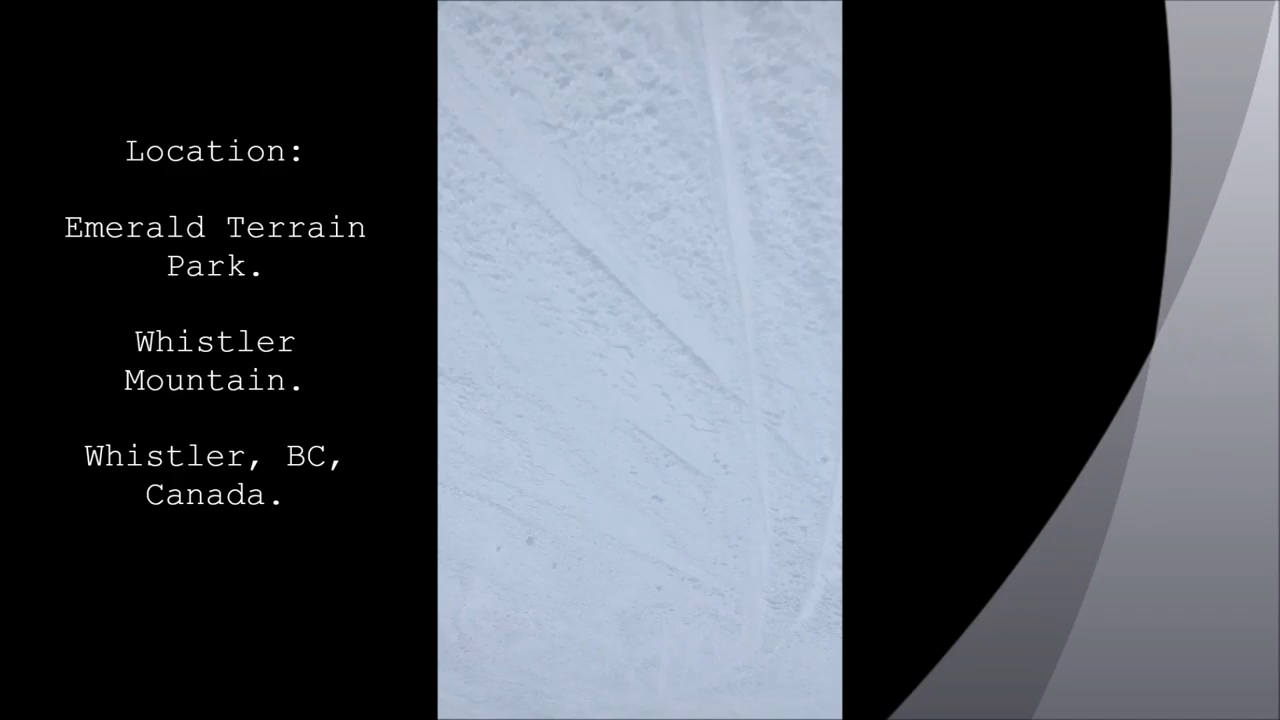 Location:
Emerald Terrain
Park.
Whistler
Mountain.
Whistler, BC,
Canada.